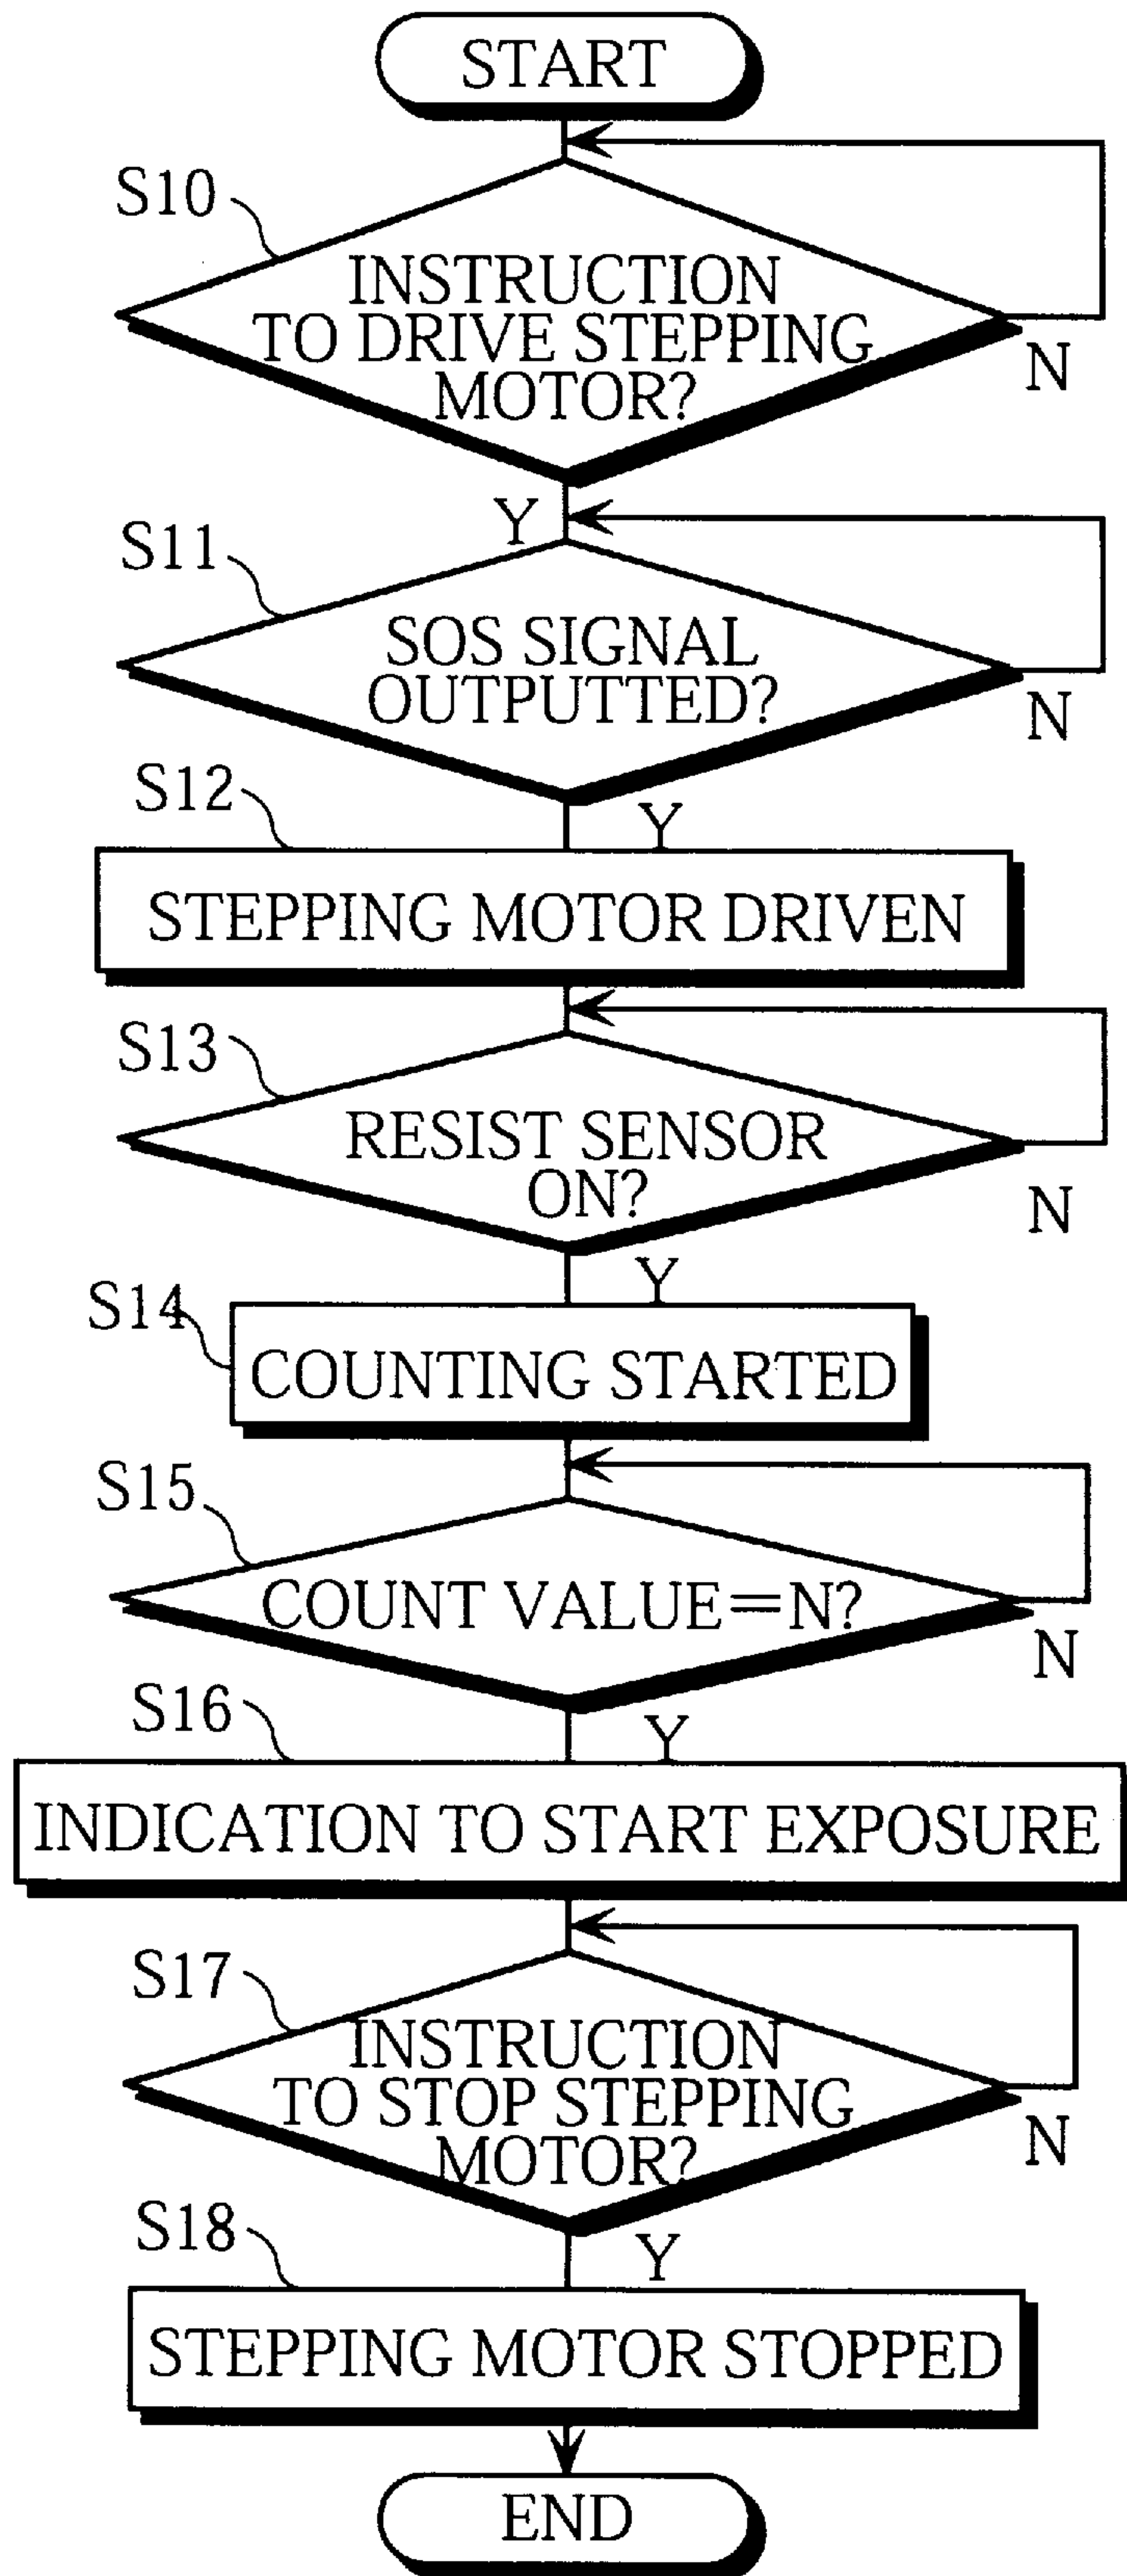 START
S10
INSTRUCTION
TO DRIVE STEPPING
MOTOR?
N
Y
S11
SOS SIGNAL
OUTPUTTED?
N
S12
Y
STEPPING MOTOR DRIVEN
S13
RESIST SENSOR
ON?
N
Y
S14
COUNTING STARTED
S15
COUNT VALUE=N?
N
S16
Y
INDICATION TO START EXPOSURE
S17
INSTRUCTION
TO STOP STEPPING
MOTOR?
N
S18
Y
STEPPING MOTOR STOPPED
END